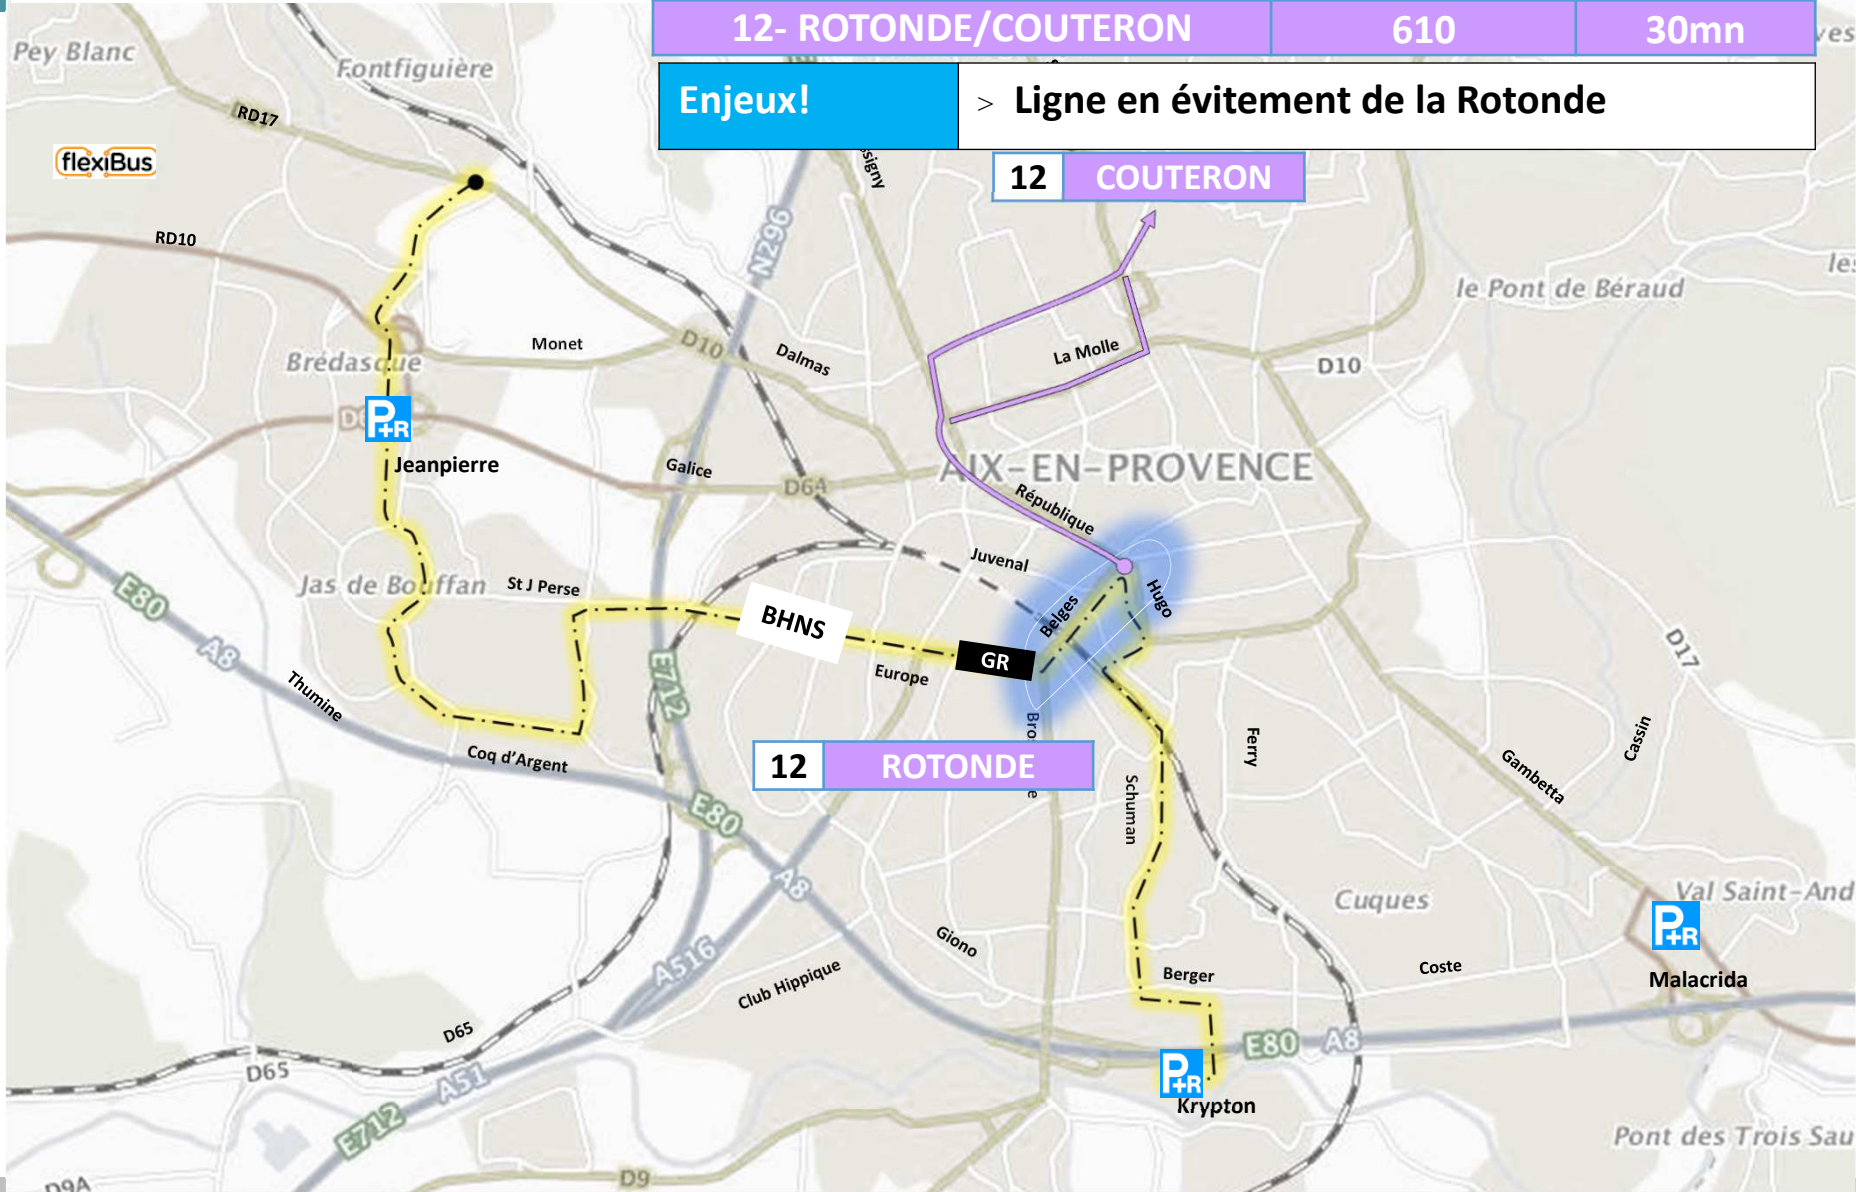 12- ROTONDE/COUTERON 610 30mn
Enjeux! > Ligne en évitement de la Rotonde
12 COUTERON
Pey Blanc
Fontfiguière
RD17
flexiBus
ssigny
RD10
N296
les
le Pont de Béraud
Monet
D10
Dalmas
La Molle
D10
Brédasque
P+R
Jeanpierre
Galice
D64
AIX-EN-PROVENCE
République
Juvenal
Jas de Bouffan
St J Perse
E80
BHNS
Belges
Hugo
A8
GR
Europe
D17
Thumine
E712
Coq d'Argent
12 ROTONDE
Schuman
Ferry
Gambetta
Cassin
E80
A8
Cuques
Val Saint-And
P+R
Malacrida
Giono
A516
Club Hippique
Berger
Coste
D65
E80
A8
D65
A51
P+R
Krypton
E712
Pont des Trois Sau
D9
D9A